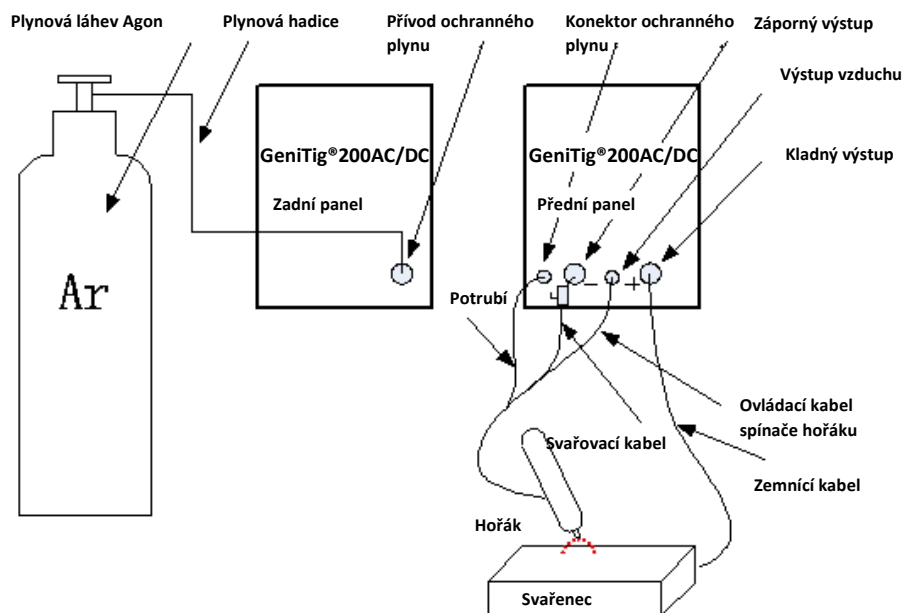 Plynová láhev Agon
Plynová hadice
Přívod ochranného
plynu
Konektor ochranného
plynu
Záporný výstup
Výstup vzduchu
Kladný výstup
GeniTig®200AC/DC
Zadní panel
GeniTig®200AC/DC
Přední panel
Ar
- +
Potrubí
Ovládací kabel
spínače hořáku
Svařovací kabel
Zemnící kabel
Hořák
Svařenec